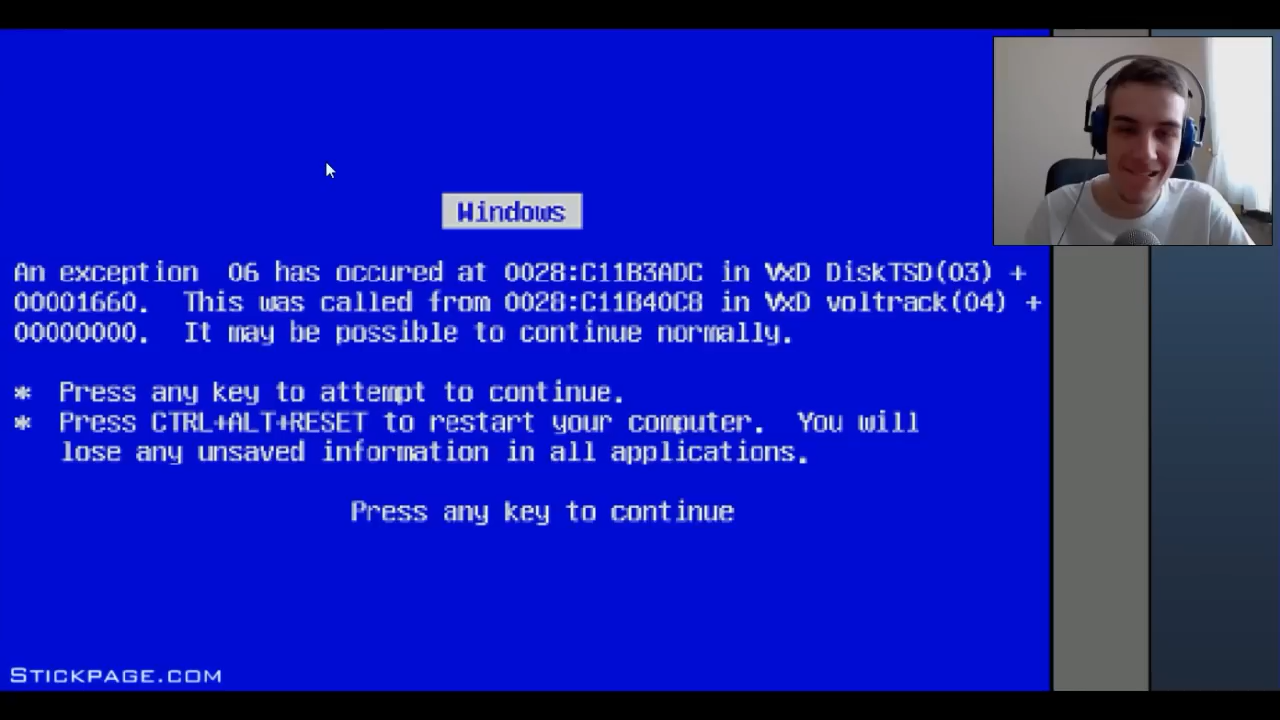 Windows
An exception 06 has occured at 0028:C11B3ADC in VxD DiskTSD(03) +
00001660. This was called from 0028:C11B40C8 in VxD voltrack(04) +
00000000. It may be possible to continue normally.
* Press any key to attempt to continue.
* Press CTRL+ALT+RESET to restart your computer. You will
lose any unsaved information in all applications.
Press any key to continue
STICKPAGE.COM